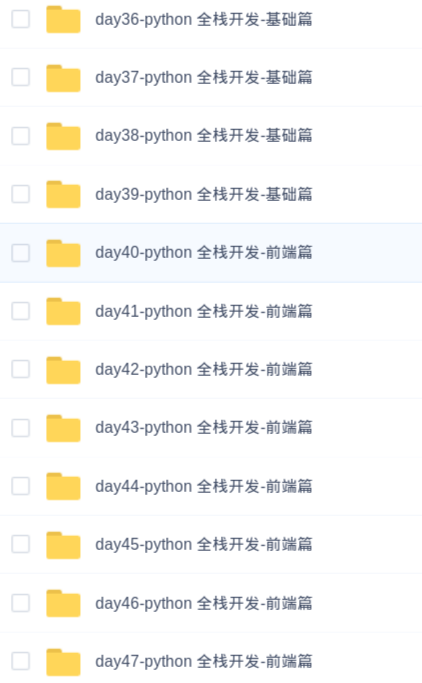 day36-python 全栈开发-基础篇
day37-python 全栈开发-基础篇
day38-python 全栈开发-基础篇
day39-python 全栈开发-基础篇
day40-python 全栈开发-前端篇
day41-python 全栈开发-前端篇
day42-python 全栈开发-前端篇
day43-python 全栈开发-前端篇
day44-python 全栈开发-前端篇
day45-python 全栈开发-前端篇
day46-python 全栈开发-前端篇
day47-python 全栈开发-前端篇